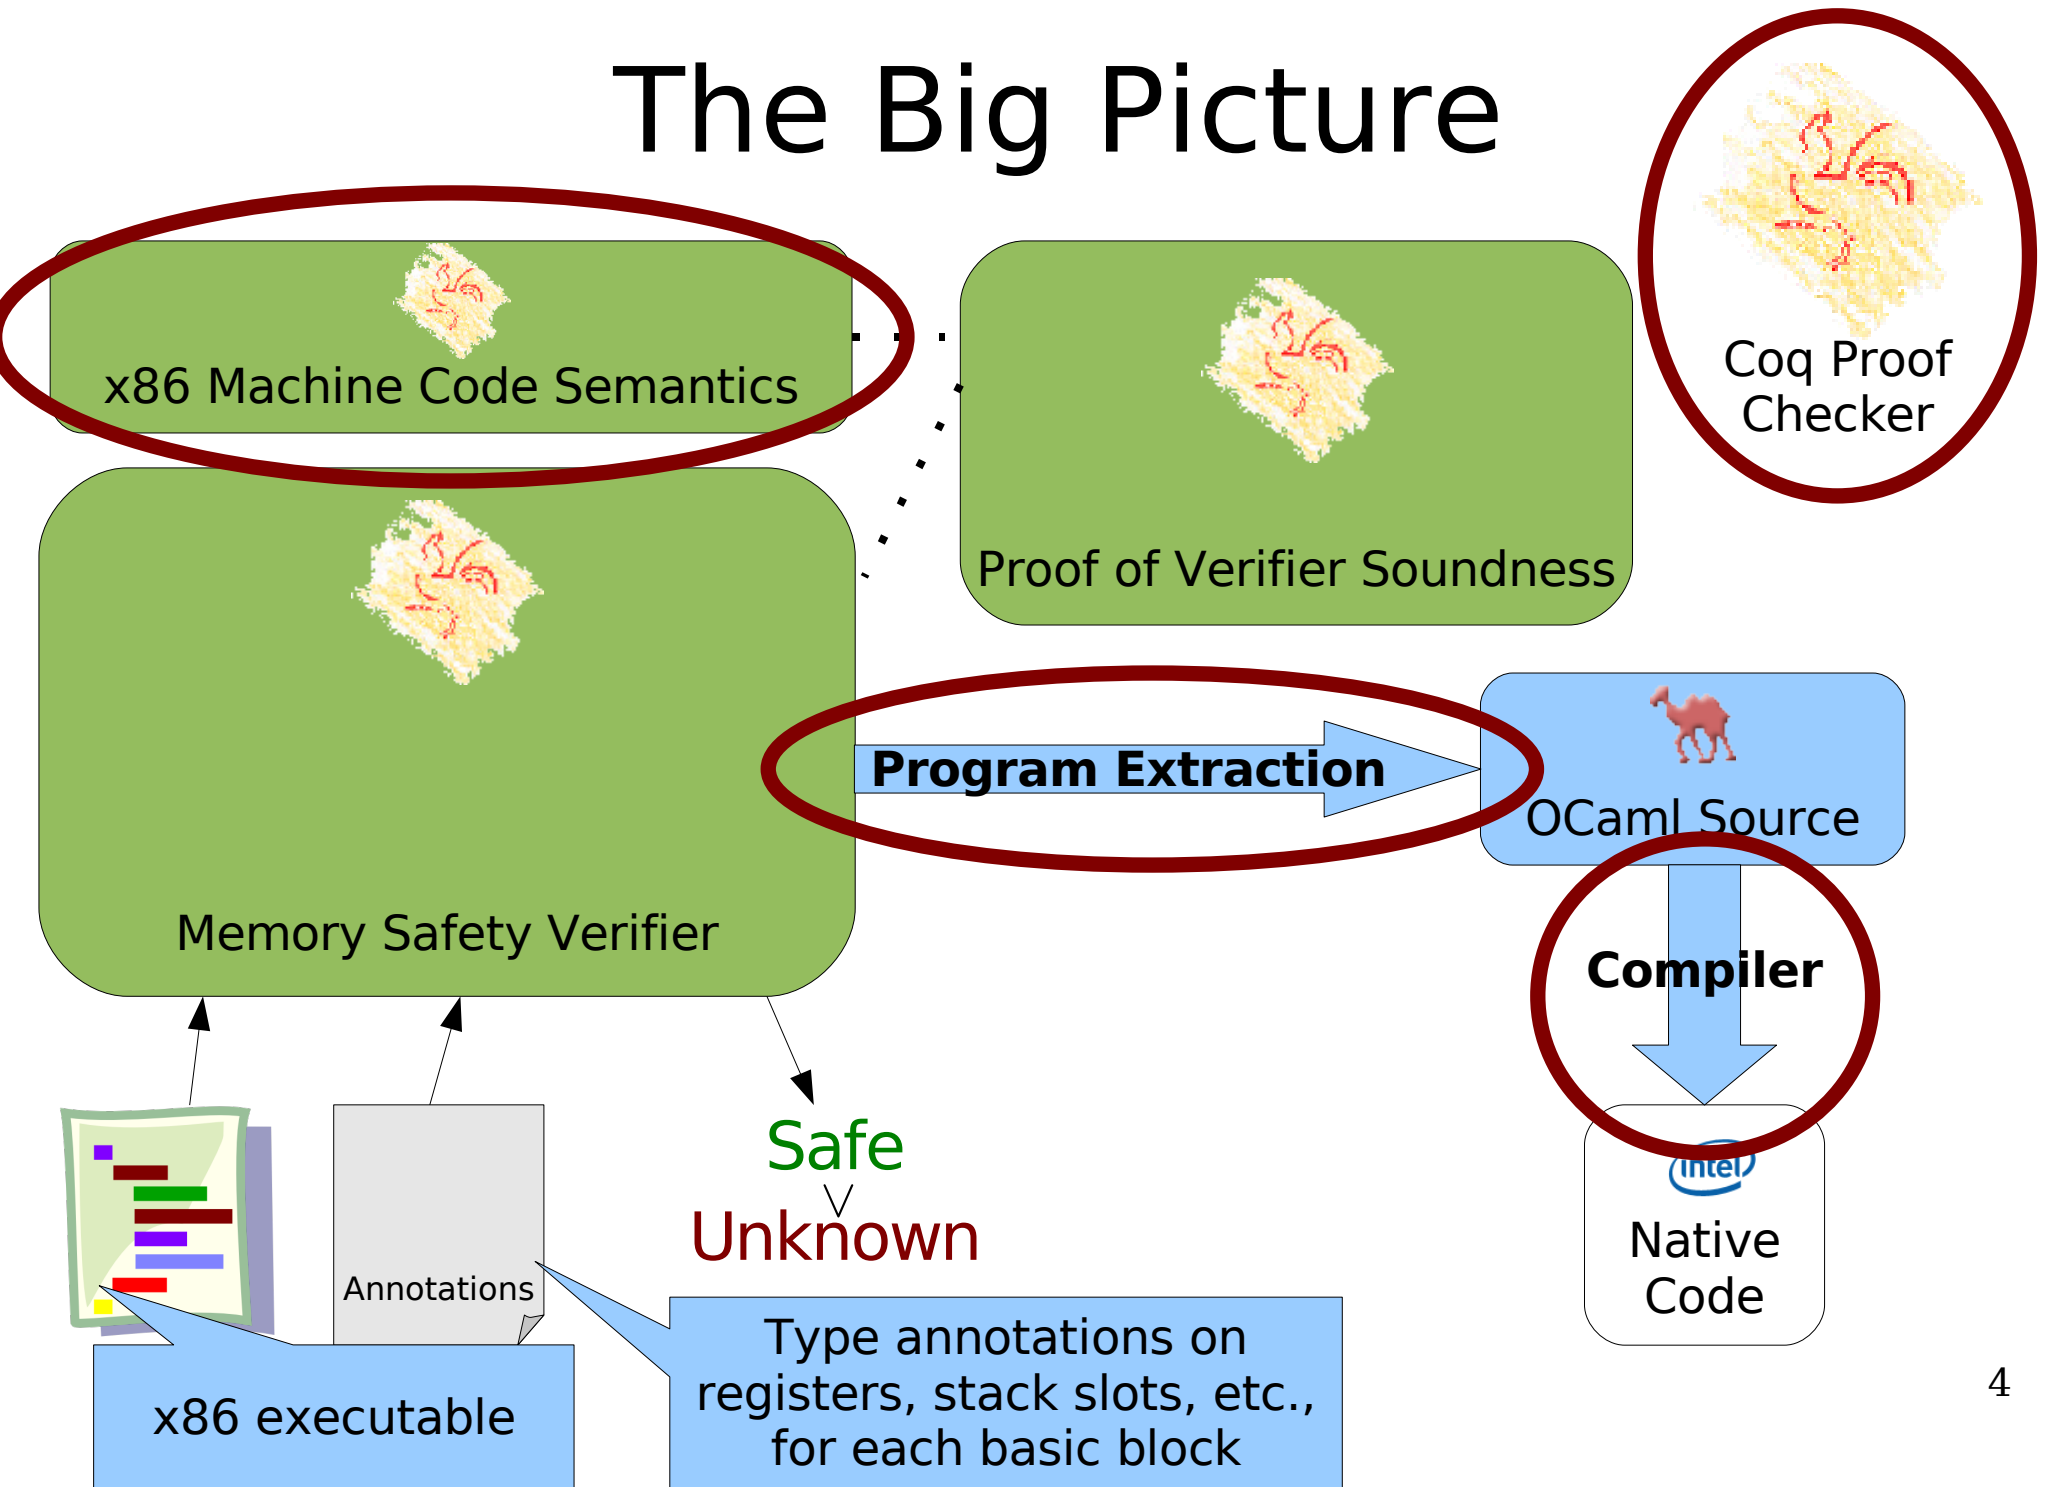 The Big Picture
Coq Proof
Checker
x86 Machine Code Semantics
Proof of Verifier Soundness
Program Extraction
OCaml Source
Memory Safety Verifier
Compiler
Safe
Unknown
intel
Native
Code
Annotations
Type annotations on
registers, stack slots, etc.,
for each basic block
x86 executable
4